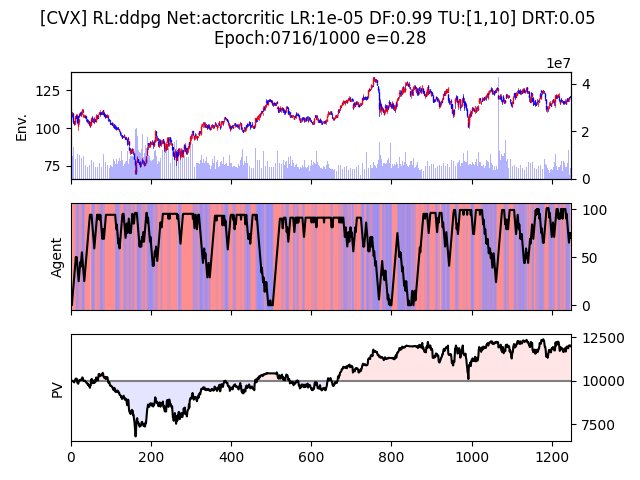 [CVX] RL:ddpg Net:actorcritic LR:1e-05 DF:0.99 TU:[1,10] DRT:0.05
Epoch:0716/1000 e=0.28
1e7
125
100
75
Env.
4
2
0
Agent
100
50
0
PV
12500
10000
7500
0 200 400 600 800 1000 1200